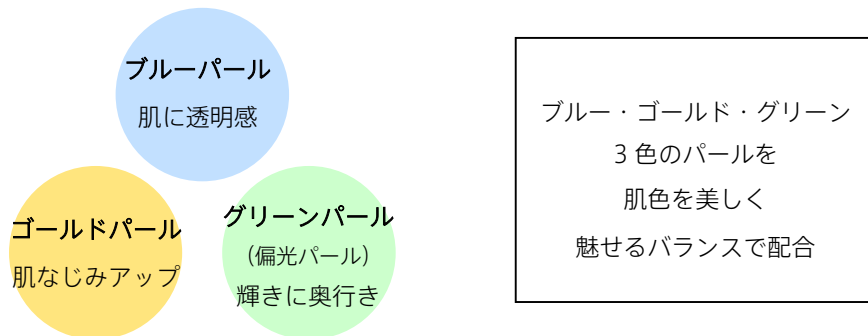 ブルーパール
肌に透明感
ゴールドパール
肌なじみアップ
グリーンパール
(偏光パール)
輝きに奥行き
ブルー・ゴールド・グリーン
3色のパールを
肌色を美しく
魅せるバランスで配合